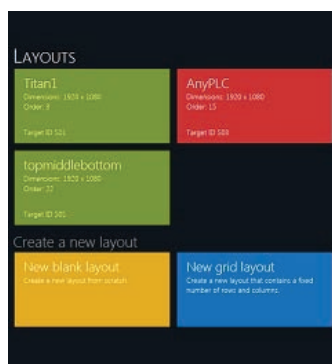 LAYOUTS
Titan1
Dimensions: 1920 x 1080
Order: 8
Target ID 501
AnyPLC
Dimensions: 1920 x 1080
Order: 15
Target ID 503
topmiddlebottom
Dimensions: 1920 x 1080
Order: 22
Target ID 505
Create a new layout
New blank layout
Create a new layout from scratch
New grid layout
Create a new layout that contains a fixed
number of rows and columns.